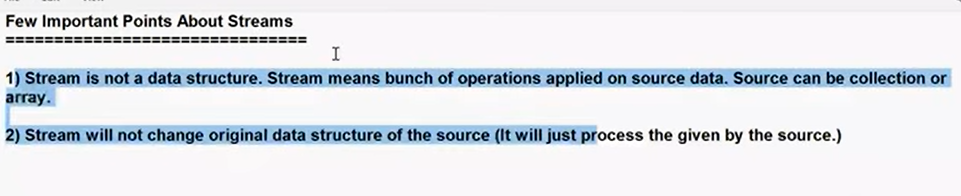 Few Important Points About Streams
===============================
1) Stream is not a data structure. Stream means bunch of operations applied on source data. Source can be collection or
array.
2) Stream will not change original data structure of the source (It will just process the given by the source.)